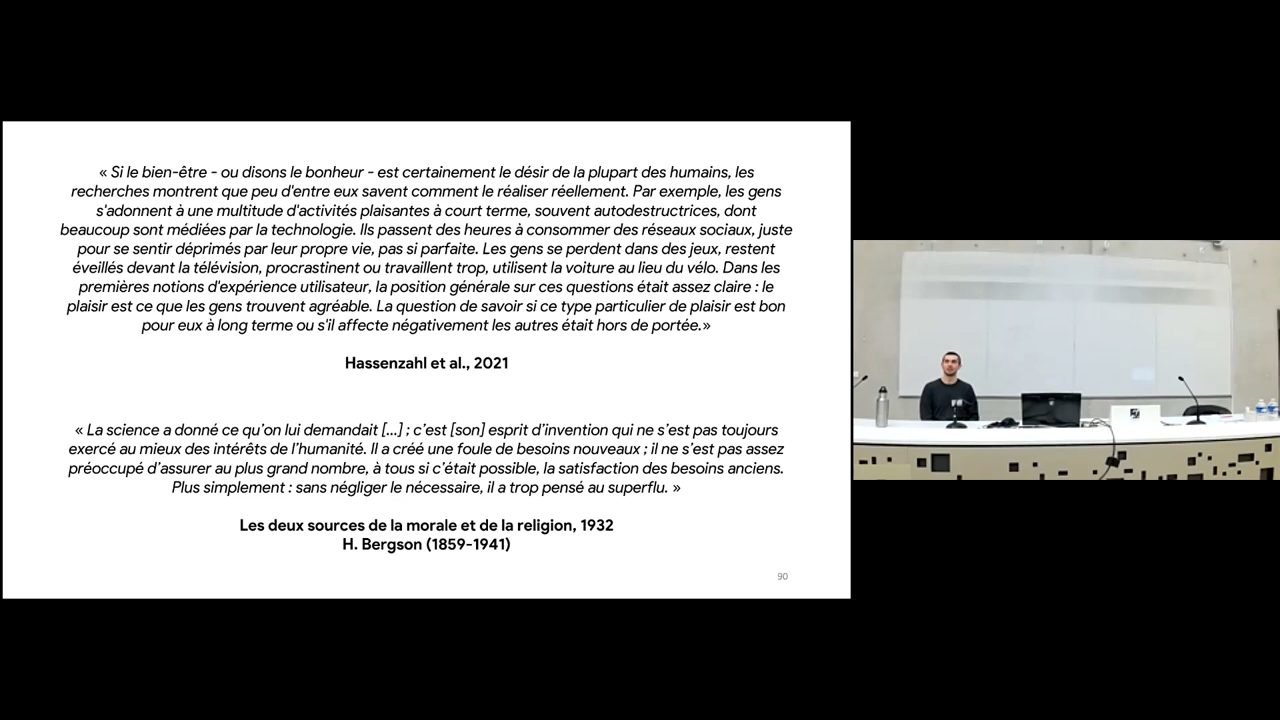 « Si le bien-être - ou disons le bonheur - est certainement le désir de la plupart des humains, les
recherches montrent que peu d'entre eux savent comment le réaliser réellement. Par exemple, les gens
s'adonnent à une multitude d'activités plaisantes à court terme, souvent autodestructrices, dont
beaucoup sont médiées par la technologie. Ils passent des heures à consommer des réseaux sociaux, juste
pour se sentir déprimés par leur propre vie, pas si parfaite. Les gens se perdent dans des jeux, restent
éveillés devant la télévision, procrastinent ou travaillent trop, utilisent la voiture au lieu du vélo. Dans les
premières notions d'expérience utilisateur, la position générale sur ces questions était assez claire : le
plaisir est ce que les gens trouvent agréable. La question de savoir si ce type particulier de plaisir est bon
pour eux à long terme ou s'il affecte négativement les autres était hors de portée.»
Hassenzahl et al., 2021
« La science a donné ce qu’on lui demandait [...] ; c’est [son] esprit d’invention qui ne s’est pas toujours
exercé au mieux des intérêts de l’humanité. Il a créé une foule de besoins nouveaux ; il ne s’est pas assez
préoccupé d’assurer au plus grand nombre, à tous si c’était possible, la satisfaction des besoins anciens.
Plus simplement : sans négliger le nécessaire, il a trop pensé au superflu. »
Les deux sources de la morale et de la religion, 1932
H. Bergson (1859-1941)
90